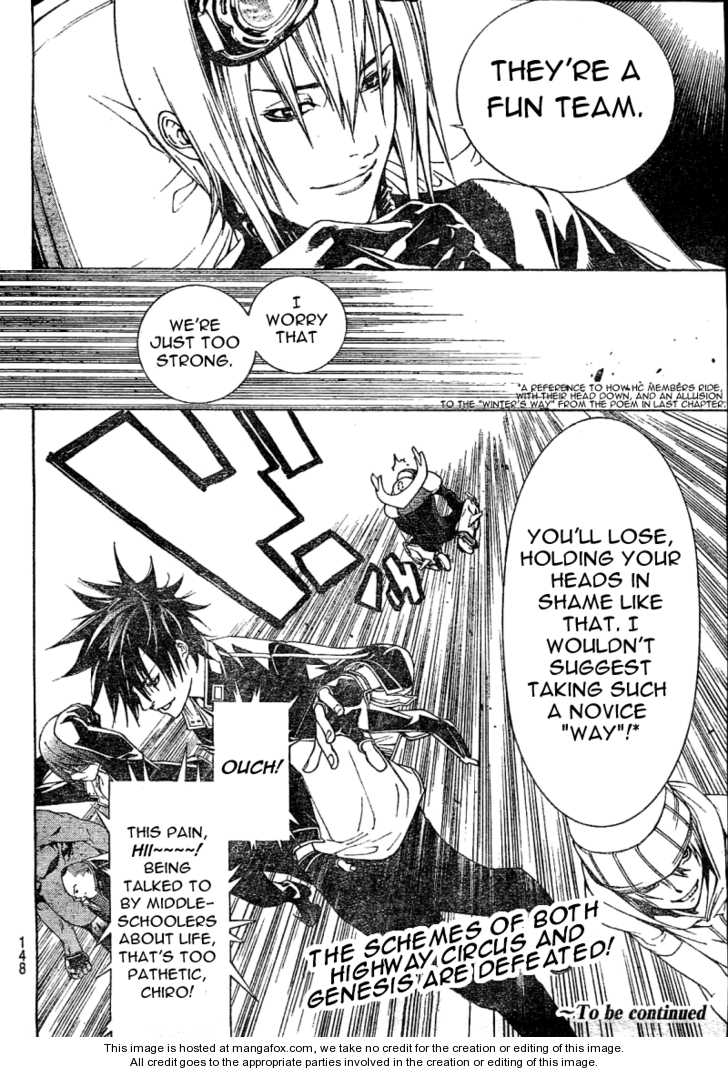 THEY'RE A
FUN TEAM.
I
WORRY
THAT
WE'RE
JUST TOO
STRONG.
*A REFERENCE TO HOW HC MEMBERS RIDE,
WITH THEIR HEAD DOWN, AND AN ALLUSION
TO THE "WINTER'S WAY" FROM THE POEM IN LAST CHAPTER.
YOU'LL LOSE,
HOLDING YOUR
HEADS IN
SHAME LIKE
THAT. I
WOULDN'T
SUGGEST
TAKING SUCH
A NOVICE
"WAY"!*
OUCH!
THIS PAIN,
HII~~~~!
BEING
TALKED TO
BY MIDDLE-
SCHOOLERS
ABOUT LIFE,
THAT'S TOO
PATHETIC,
CHIRO!
THE SCHEMES OF BOTH
HIGHWAY CIRCUS AND
GENESIS ARE DEFEATED!
~To be continued
148
This image is hosted at mangafox.com, we take no credit for the creation or editing of this image.
All credit goes to the appropriate parties involved in the creation or editing of this image.